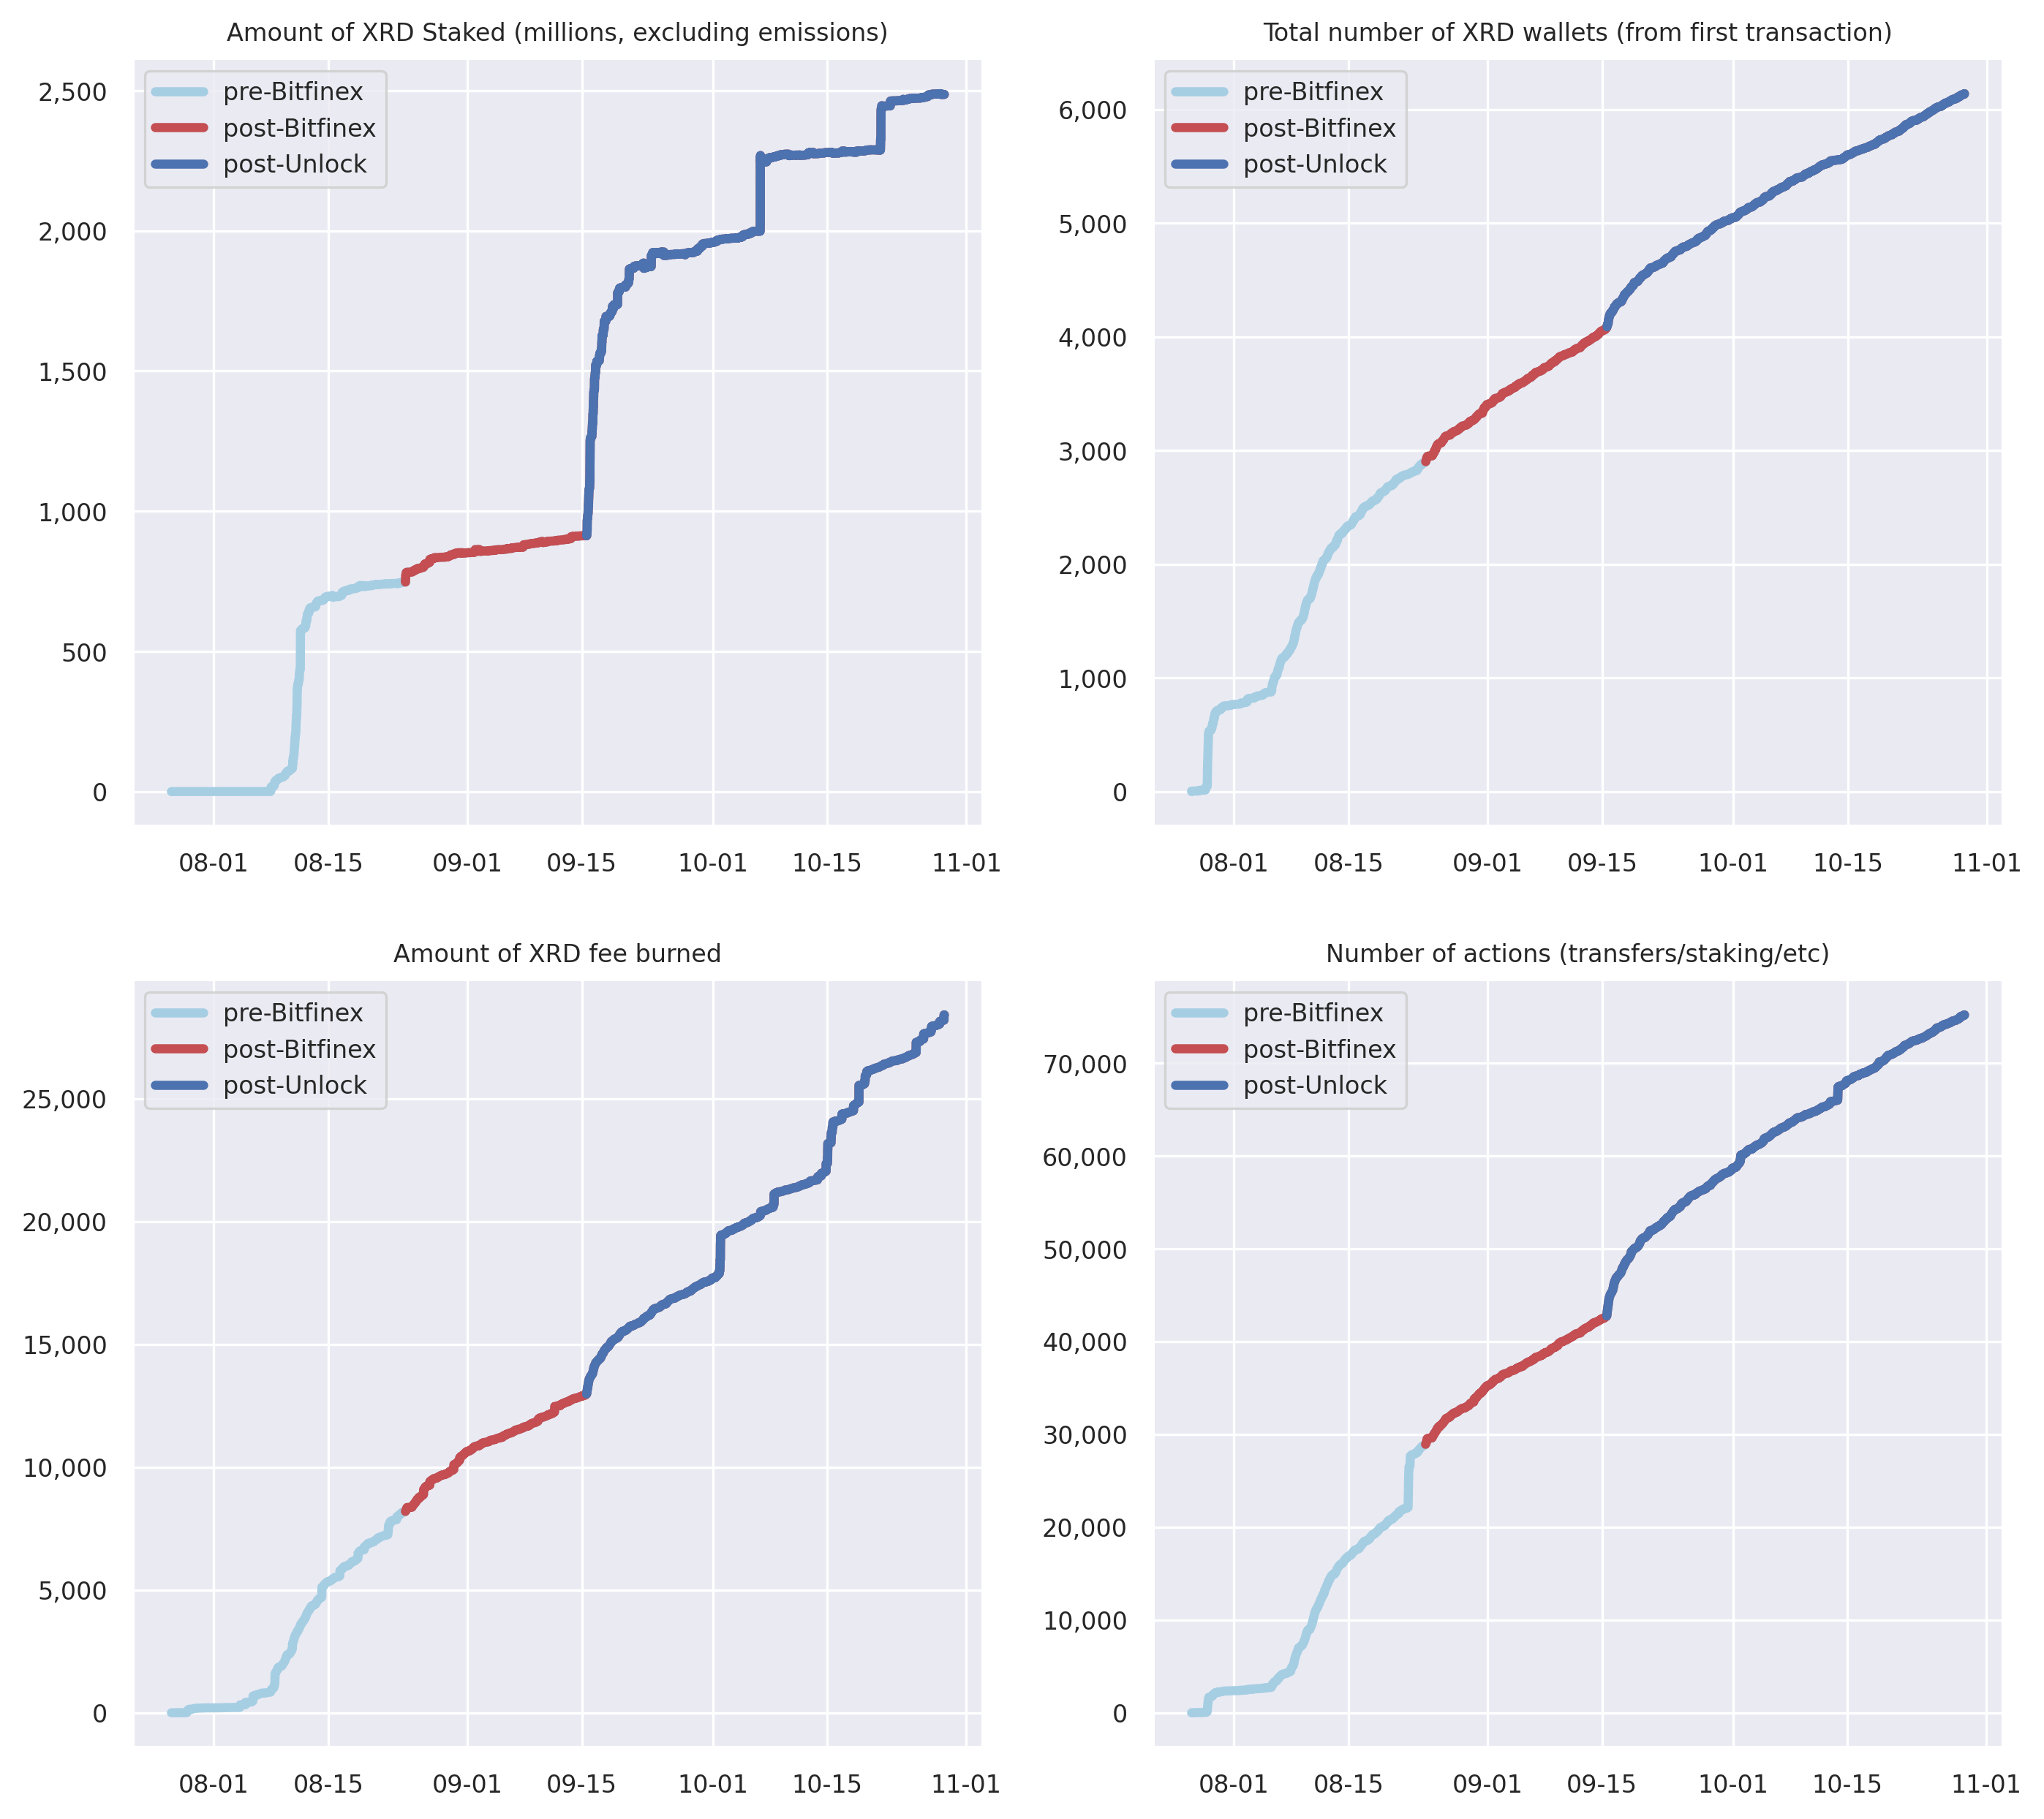 Amount of XRD Staked (millions, excluding emissions)
pre-Bitfinex
post-Bitfinex
post-Unlock
2,500
2,000
1,500
1,000
500
0
08-01 08-15 09-01 09-15 10-01 10-15 11-01
Total number of XRD wallets (from first transaction)
pre-Bitfinex
post-Bitfinex
post-Unlock
6,000
5,000
4,000
3,000
2,000
1,000
0
08-01 08-15 09-01 09-15 10-01 10-15 11-01
Amount of XRD fee burned
pre-Bitfinex
post-Bitfinex
post-Unlock
25,000
20,000
15,000
10,000
5,000
0
08-01 08-15 09-01 09-15 10-01 10-15 11-01
Number of actions (transfers/staking/etc)
pre-Bitfinex
post-Bitfinex
post-Unlock
70,000
60,000
50,000
40,000
30,000
20,000
10,000
0
08-01 08-15 09-01 09-15 10-01 10-15 11-01